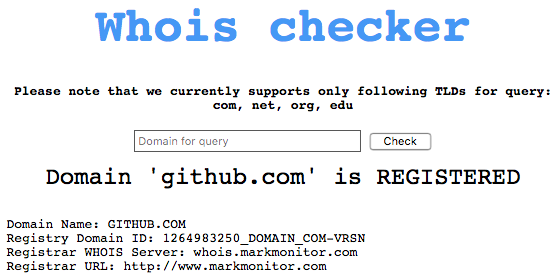 Whois checker
Please note that we currently supports only following TLDs for query:
com, net, org, edu
Domain for query
Check
Domain 'github.com' is REGISTERED
Domain Name: GITHUB.COM
Registry Domain ID: 1264983250_DOMAIN_COM-VRSN
Registrar WHOIS Server: whois.markmonitor.com
Registrar URL: http://www.markmonitor.com